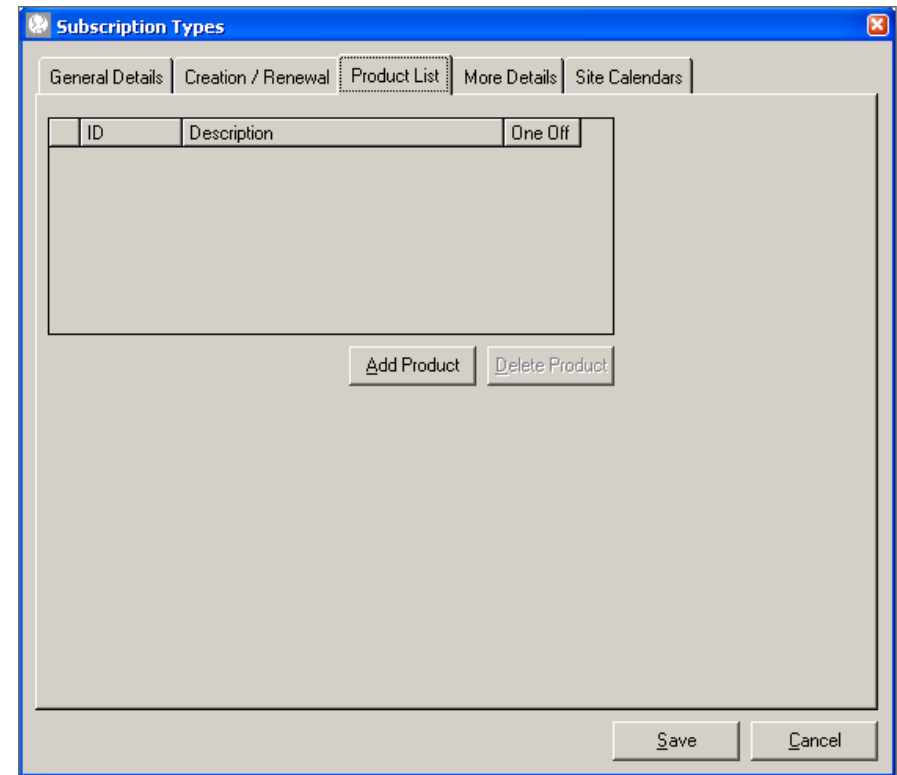 Subscription Types
General Details Creation / Renewal Product List More Details Site Calendars
ID Description One Off
Add Product Delete Product
Save Cancel